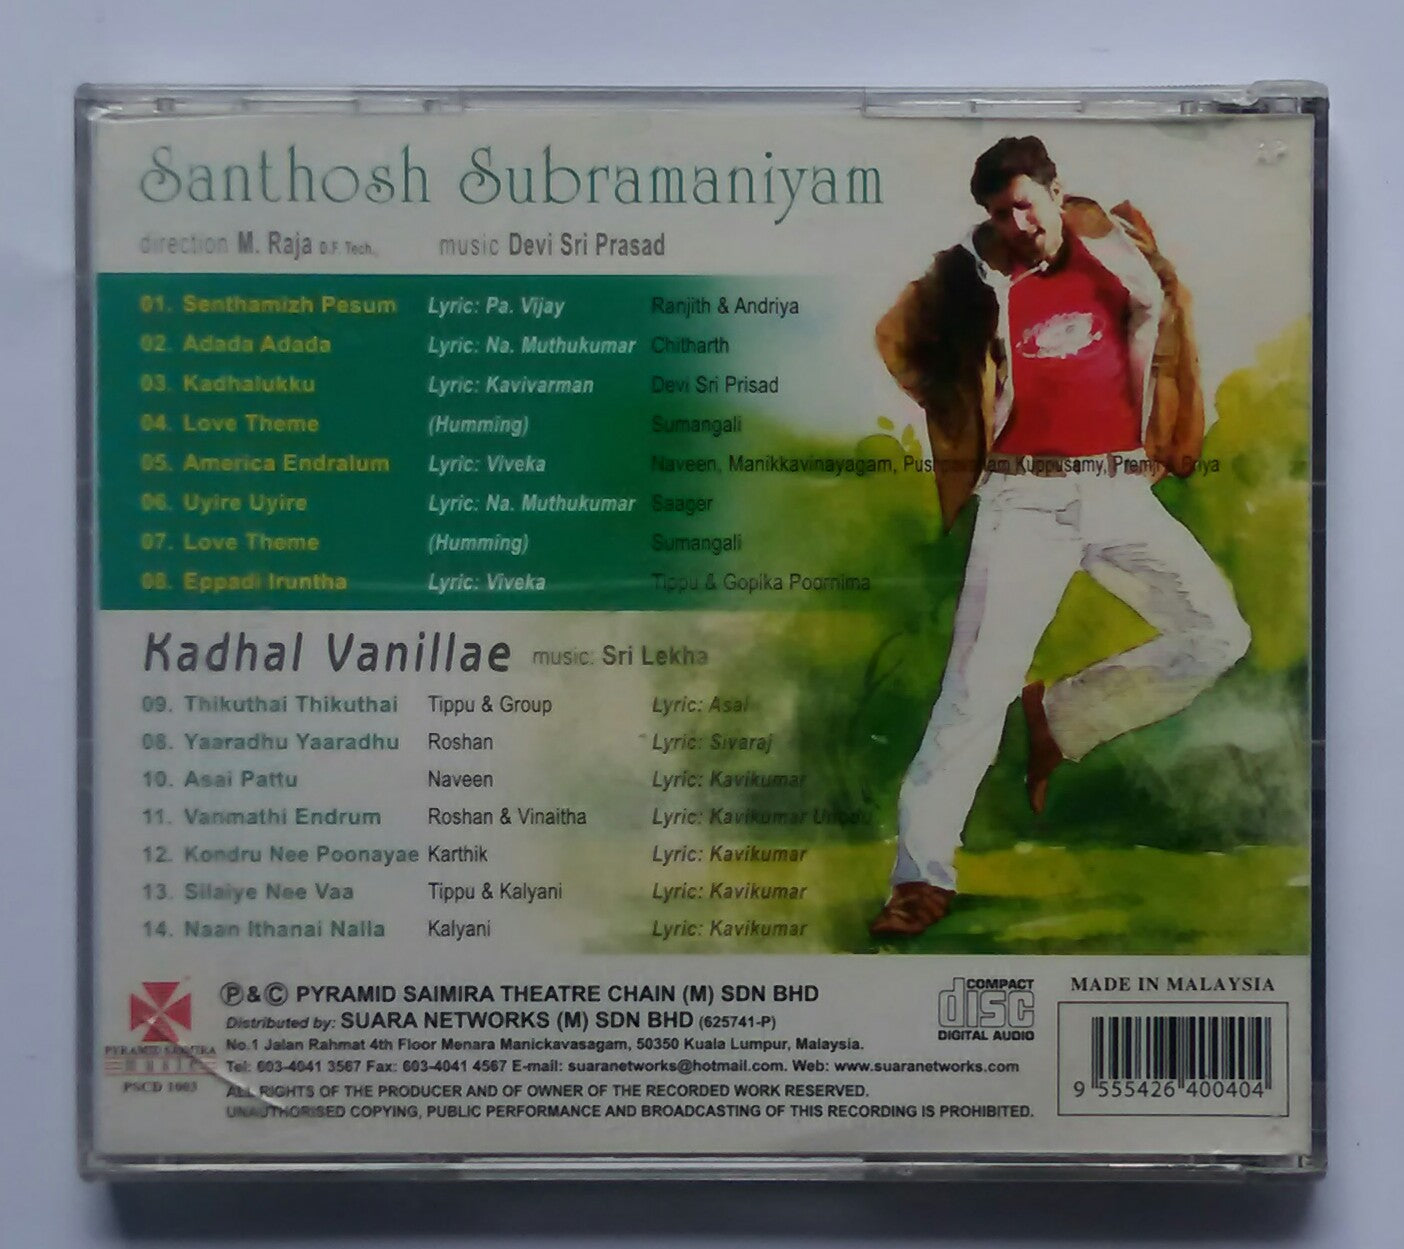 Santhosh Subramaniyam
direction M. Raja D.F. Tech. music Devi Sri Prasad
01. Senthamizh Pesum Lyric: Pa. Vijay Ranjith & Andriya
02. Adada Adada Lyric: Na. Muthukumar Chitharth
03. Kadhalukku Lyric: Kavivarman Devi Sri Prisad
04. Love Theme (Humming) Sumangali
05. America Endralum Lyric: Viveka Naveen, Manikkavinayagam, Kuppusamy, Priya
06. Uyire Uyire Lyric: Na. Muthukumar Saager
07. Love Theme (Humming) Sumangali
08. Eppadi Iruntha Lyric: Viveka Tippu & Gopika Poornima
Kadhal Vanillae music: Sri Lekha
09. Thikuthai Thikuthai Tippu & Group Lyric: Asai
08. Yaaradhu Yaaradhu Roshan Lyric: Sivaraj
10. Asai Pattu Naveen Lyric: Kavikumar
11. Vanmathi Endrum Roshan & Vinaitha Lyric: Kavikumar
12. Kondru Nee Poonayae Karthik Lyric: Kavikumar
13. Silaiye Nee Vaa Tippu & Kalyani Lyric: Kavikumar
14. Naan Ithanai Nalla Kalyani Lyric: Kavikumar
PYRAMID SAIMIRA
MUSIC
PSCD 1003
Ⓟ & © PYRAMID SAIMIRA THEATRE CHAIN (M) SDN BHD
Distributed by: SUARA NETWORKS (M) SDN BHD (625741-P)
No.1 Jalan Rahmat 4th Floor Menara Manickavasagam, 50350 Kuala Lumpur, Malaysia.
Tel: 603-4041 3567 Fax: 603-4041 4567 E-mail: suaranetworks@hotmail.com. Web: www.suaranetworks.com
ALL RIGHTS OF THE PRODUCER AND OF OWNER OF THE RECORDED WORK RESERVED.
UNAUTHORISED COPYING, PUBLIC PERFORMANCE AND BROADCASTING OF THIS RECORDING IS PROHIBITED.
COMPACT
disc
DIGITAL AUDIO
MADE IN MALAYSIA
9 555426 400404